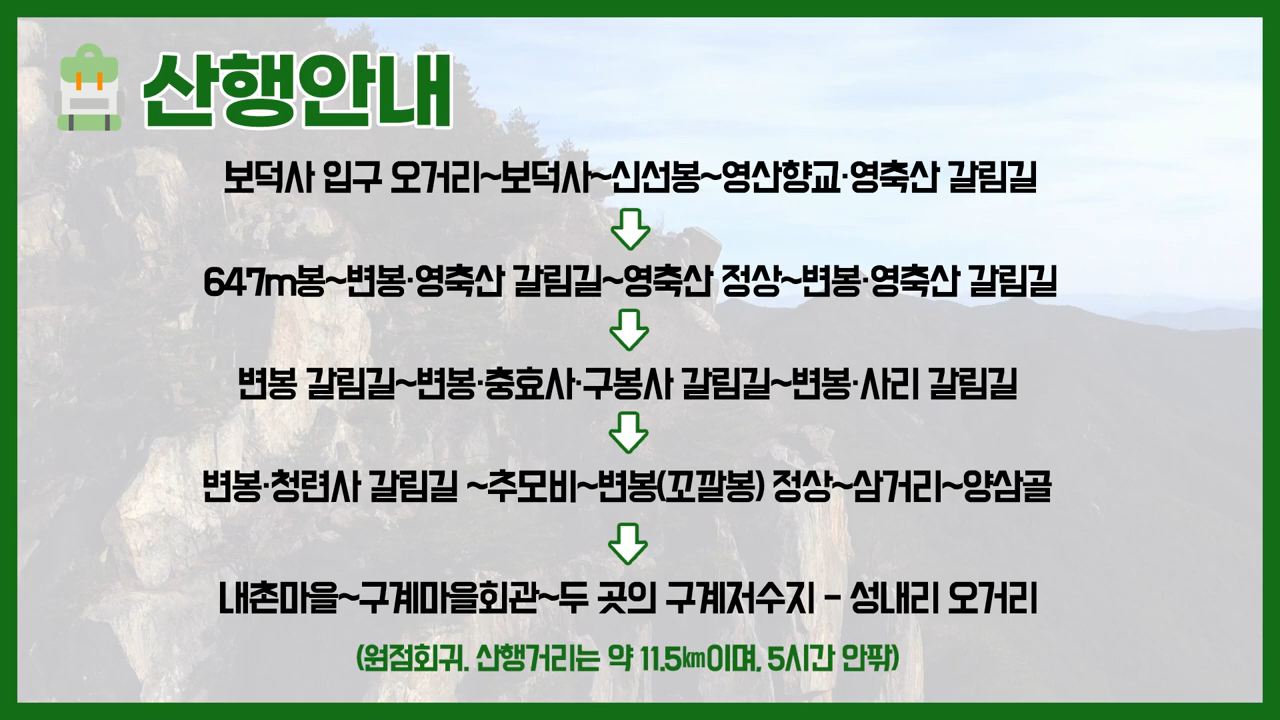 산행안내
보덕사 입구 오거리~보덕사~신선봉~영산향교·영축산 갈림길
647m봉~변봉·영축산 갈림길~영축산 정상~변봉·영축산 갈림길
변봉 갈림길~변봉·충효사·구봉사 갈림길~변봉·사리 갈림길
변봉·청련사 갈림길 ~추모비~변봉(꼬깔봉) 정상~삼거리~양삼골
내촌마을~구계마을회관~두 곳의 구계저수지 - 성내리 오거리
(원점회귀. 산행거리는 약 11.5㎞이며, 5시간 안팎)